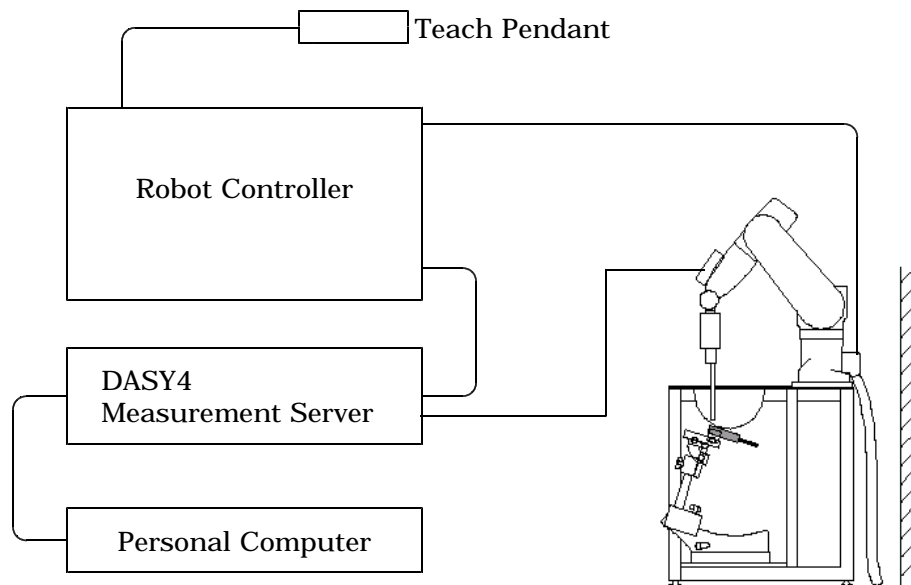 Teach Pendant
Robot Controller
DASY4
Measurement Server
Personal Computer